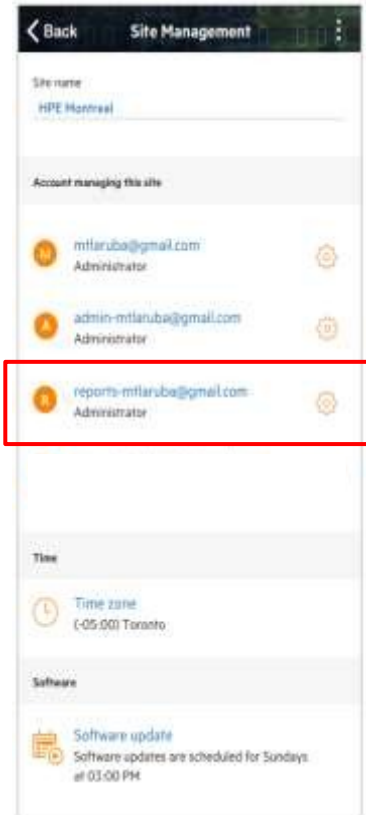 Back
Site Management
Site name
HPE Montreal
Account managing this site
M
mtlaruba@gmail.com
Administrator
A
admin-mtlaruba@gmail.com
Administrator
R
reports-mtlaruba@gmail.com
Administrator
Time
Time zone
(-05:00) Toronto
Software
Software update
Software updates are scheduled for Sundays
at 03:00 PM